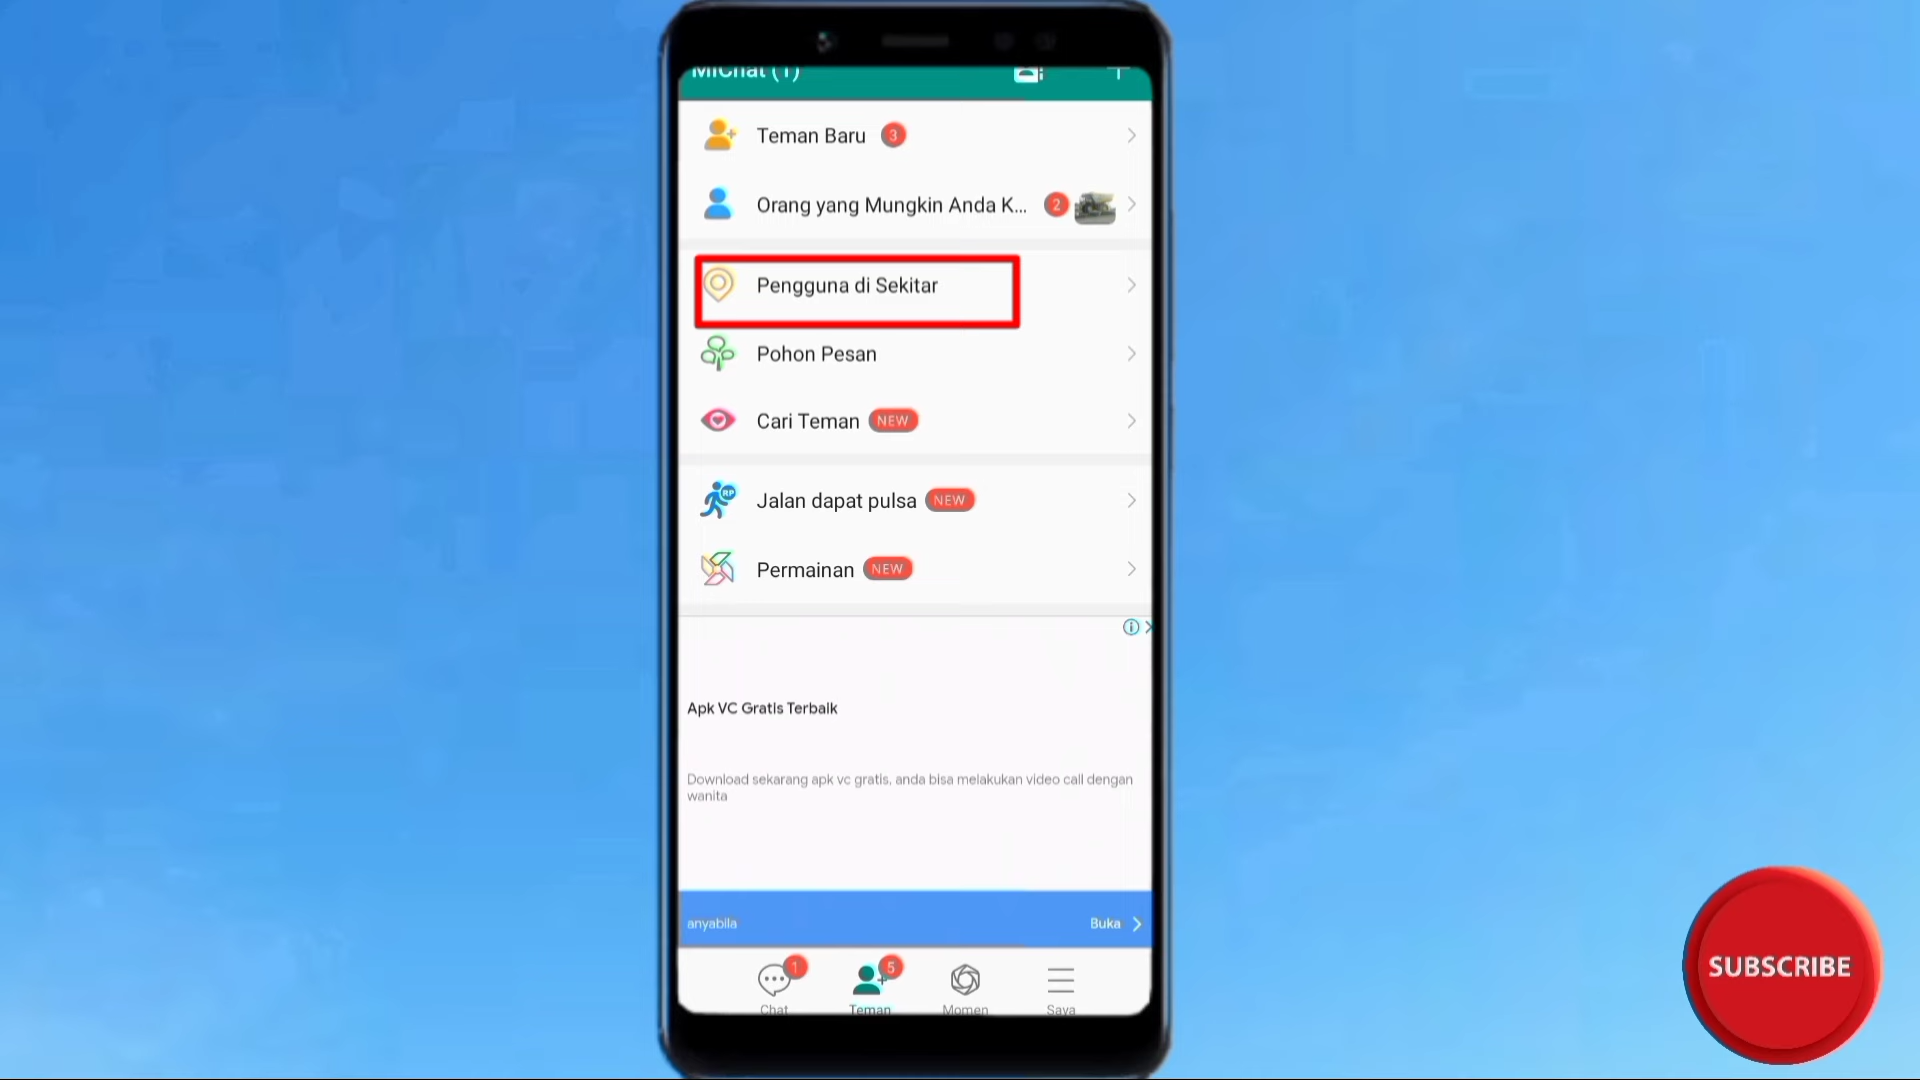 MiChat (1)
Teman Baru 3
Orang yang Mungkin Anda K... 2
Pengguna di Sekitar
Pohon Pesan
Cari Teman NEW
Jalan dapat pulsa NEW
Permainan NEW
Apk VC Gratis Terbaik
Download sekarang apk vc gratis, anda bisa melakukan video call dengan
wanita
anyabila Buka
1 5
Chat Teman Momen Saya
SUBSCRIBE